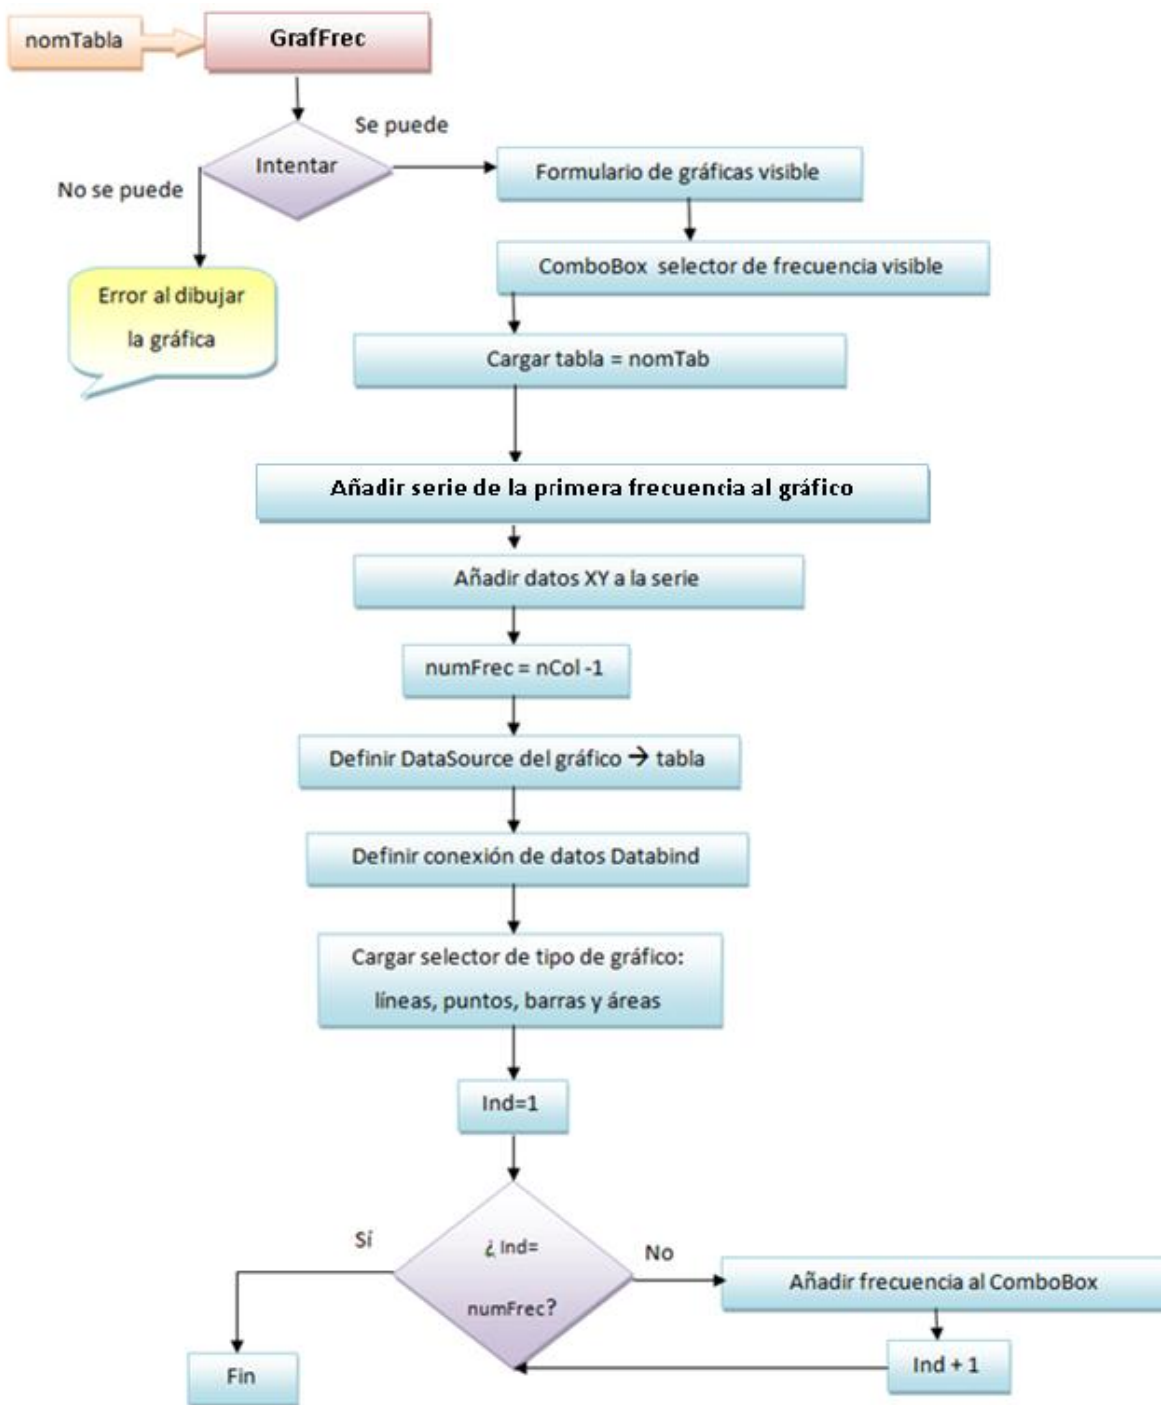 nomTabla
GrafFrec
Se puede
Intentar
No se puede
Formulario de gráficas visible
ComboBox selector de frecuencia visible
Error al dibujar
la gráfica
Cargar tabla = nomTab
Añadir serie de la primera frecuencia al gráfico
Añadir datos XY a la serie
numFrec = nCol -1
Definir DataSource del gráfico → tabla
Definir conexión de datos Databind
Cargar selector de tipo de gráfico:
líneas, puntos, barras y áreas
Ind=1
Sí
¿ Ind=
numFrec?
No
Añadir frecuencia al ComboBox
Ind + 1
Fin